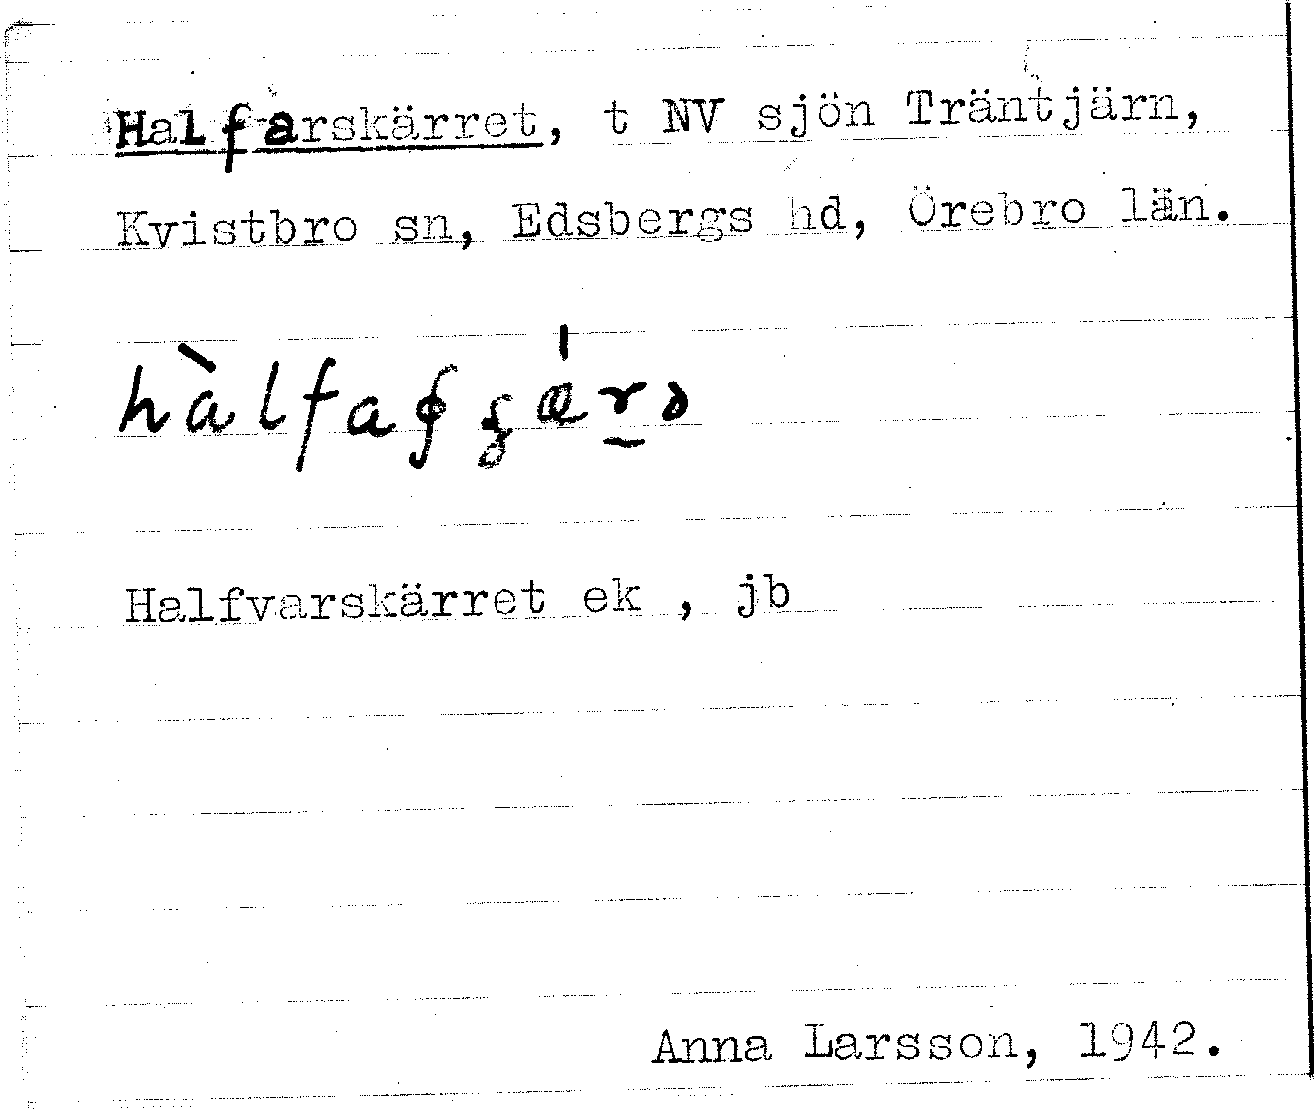 Halfarskärret, t NV sjön Träntjärn,
Kvistbro sn, Edsbergs hd, Örebro län.
Halfvarskärret ek , jb
Anna Larsson, 1942.